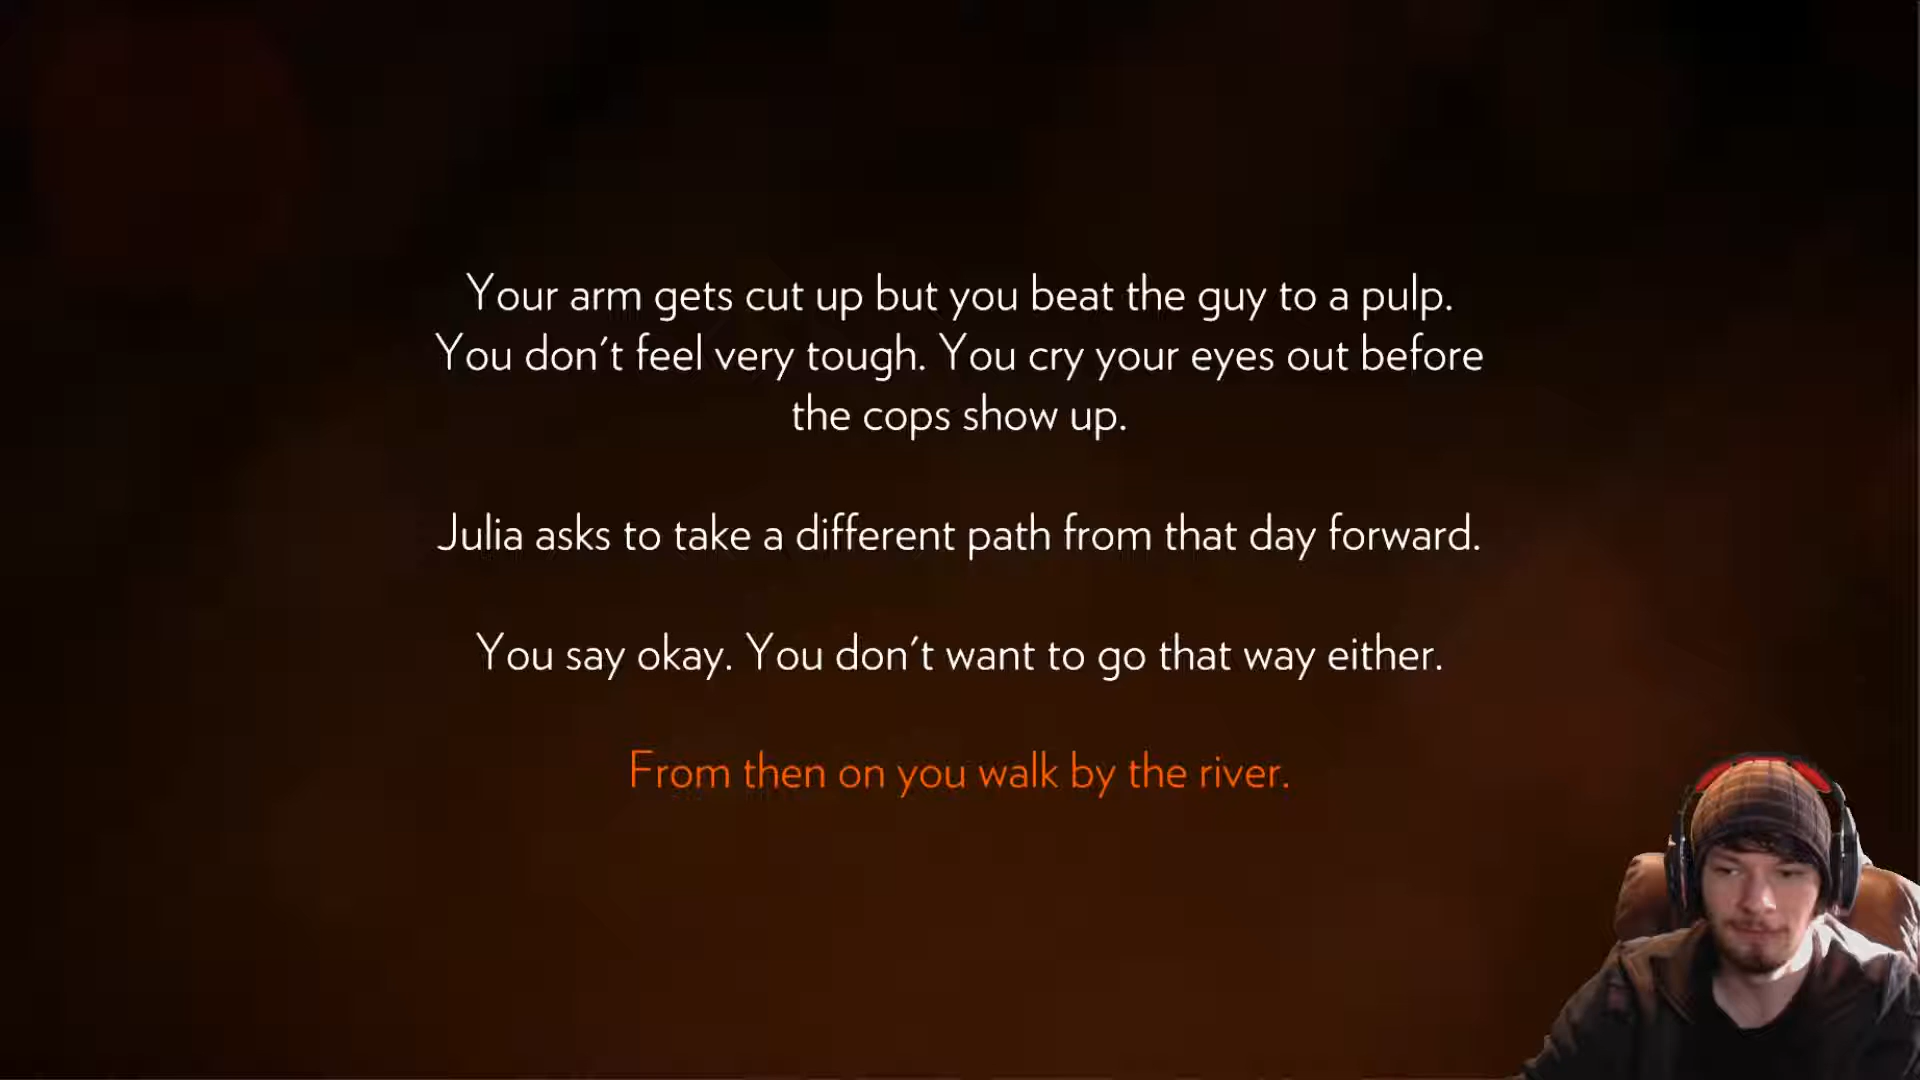 Your arm gets cut up but you beat the guy to a pulp.
You don't feel very tough. You cry your eyes out before
the cops show up.
Julia asks to take a different path from that day forward.
You say okay. You don't want to go that way either.
From then on you walk by the river.